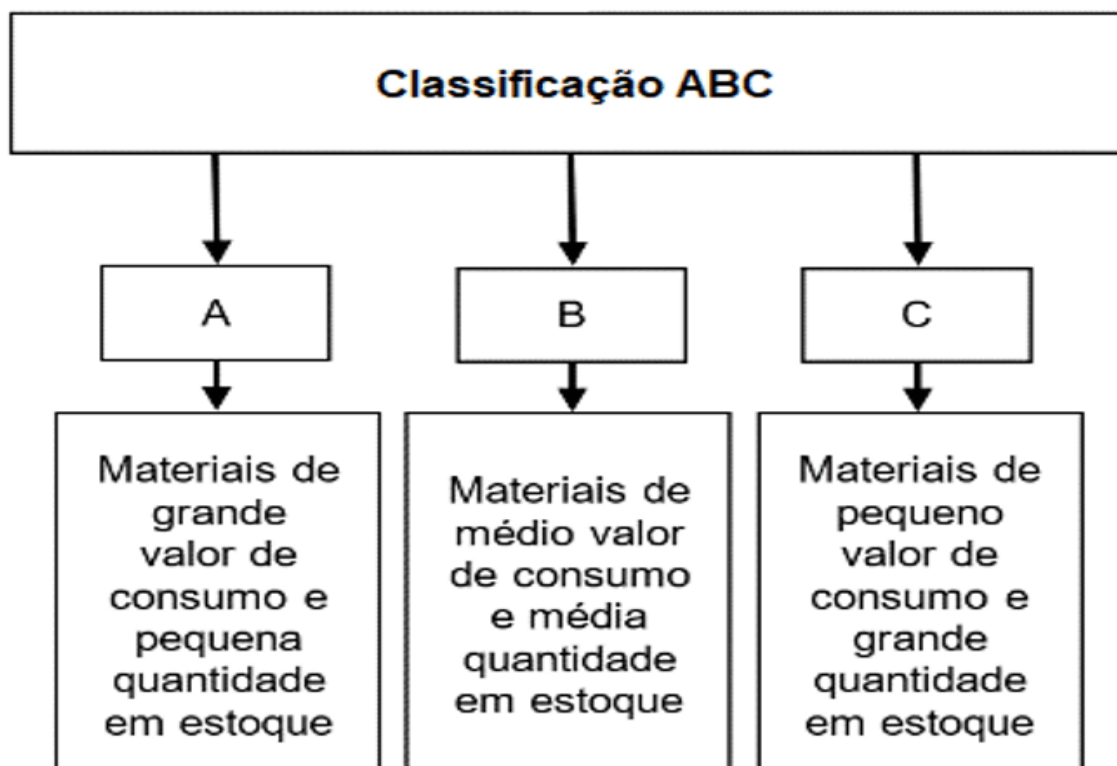 Classificação ABC
A
B
C
Materiais de
grande
valor de
consumo e
pequena
quantidade
em estoque
Materiais de
médio valor
de consumo
e média
quantidade
em estoque
Materiais de
pequeno
valor de
consumo e
grande
quantidade
em estoque